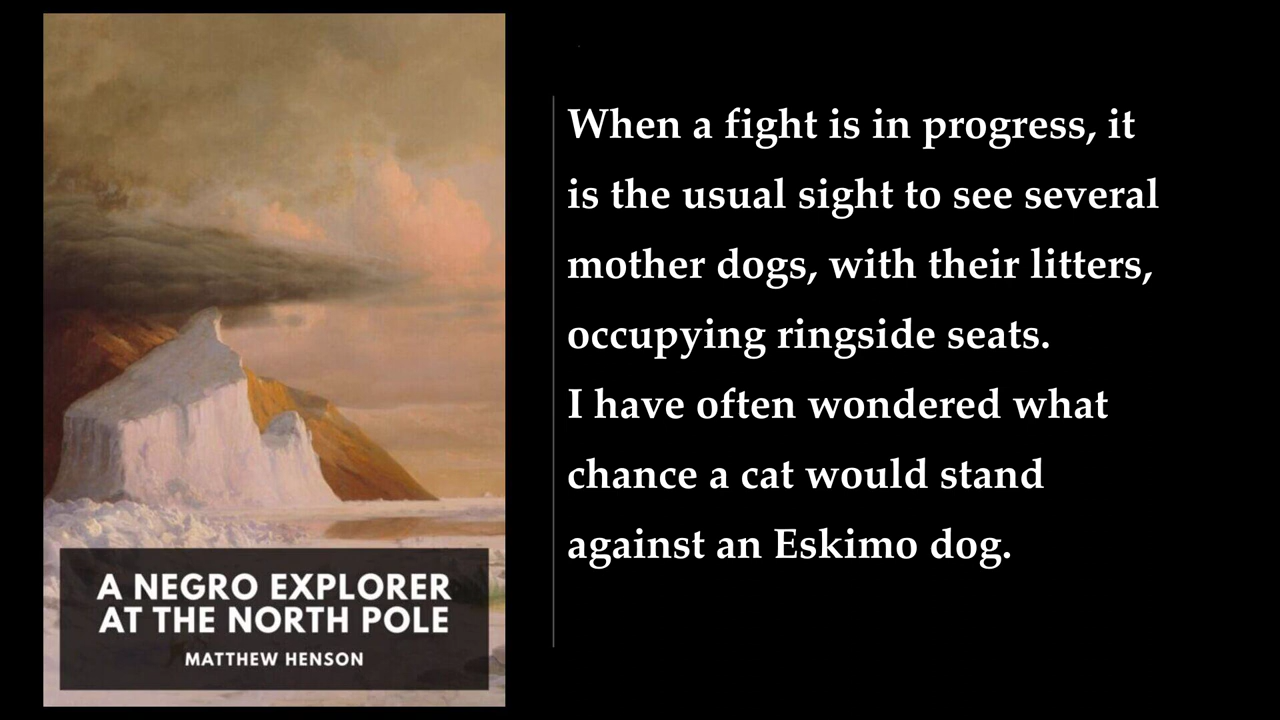 A NEGRO EXPLORER
AT THE NORTH POLE
MATTHEW HENSON
When a fight is in progress, it
is the usual sight to see several
mother dogs, with their litters,
occupying ringside seats.
I have often wondered what
chance a cat would stand
against an Eskimo dog.